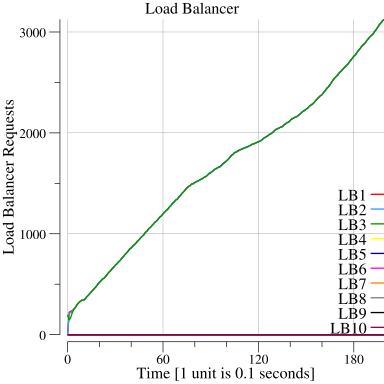 Load Balancer
Load Balancer Requests
3000
2000
1000
0
LB1
LB2
LB3
LB4
LB5
LB6
LB7
LB8
LB9
LB10
0 60 120 180
Time [1 unit is 0.1 seconds]